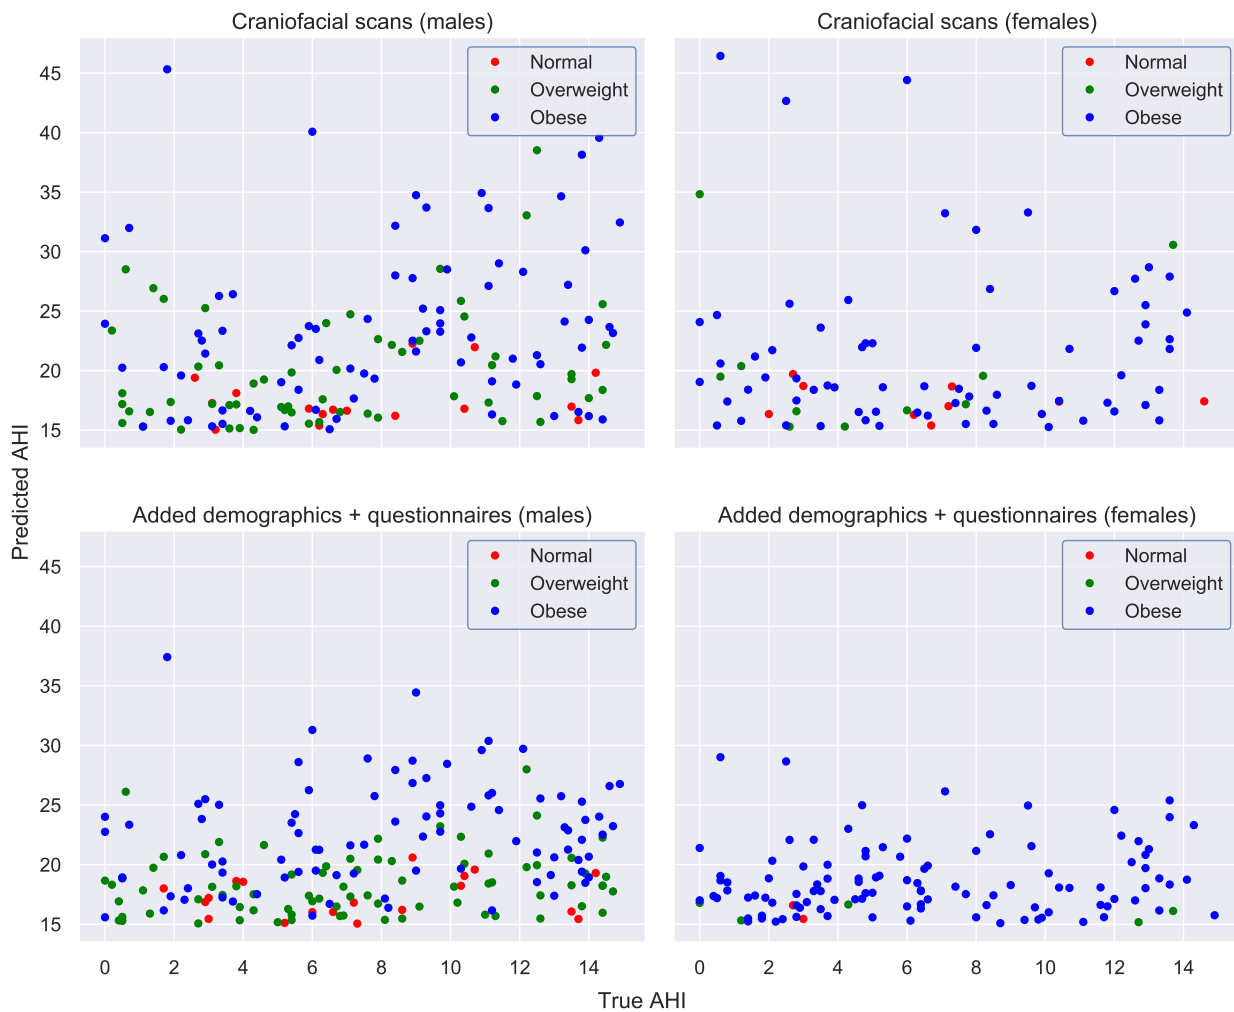 Craniofacial scans (males)
Craniofacial scans (females)
45
40
35
30
25
20
15
Normal
Overweight
Obese
Normal
Overweight
Obese
Predicted AHI
Added demographics + questionnaires (males)
Added demographics + questionnaires (females)
45
40
35
30
25
20
15
Normal
Overweight
Obese
Normal
Overweight
Obese
0 2 4 6 8 10 12 14
0 2 4 6 8 10 12 14
True AHI